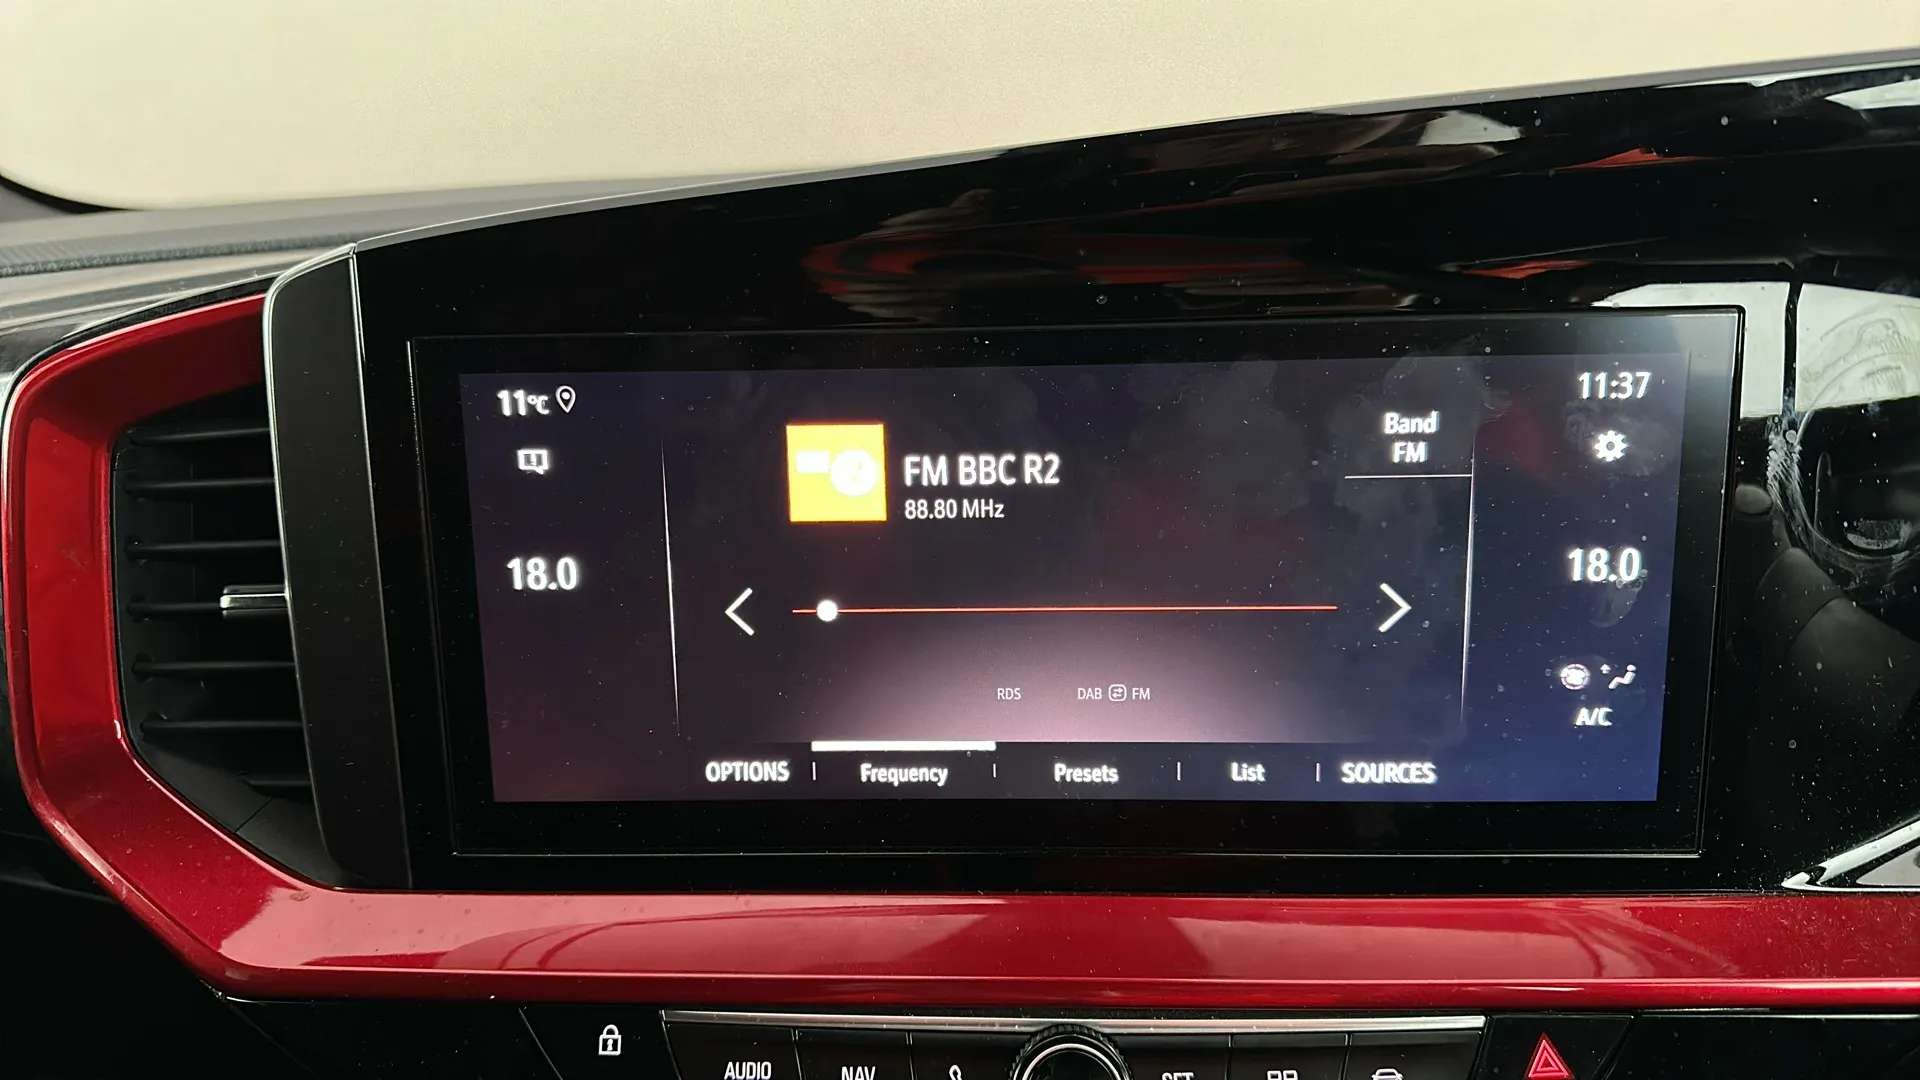 11°C
11:37
Band
FM
FM BBC R2
88.80 MHz
18.0
18.0
RDS
DAB FM
A/C
OPTIONS
Frequency
Presets
List
SOURCES
AUDIO
NAV
SET